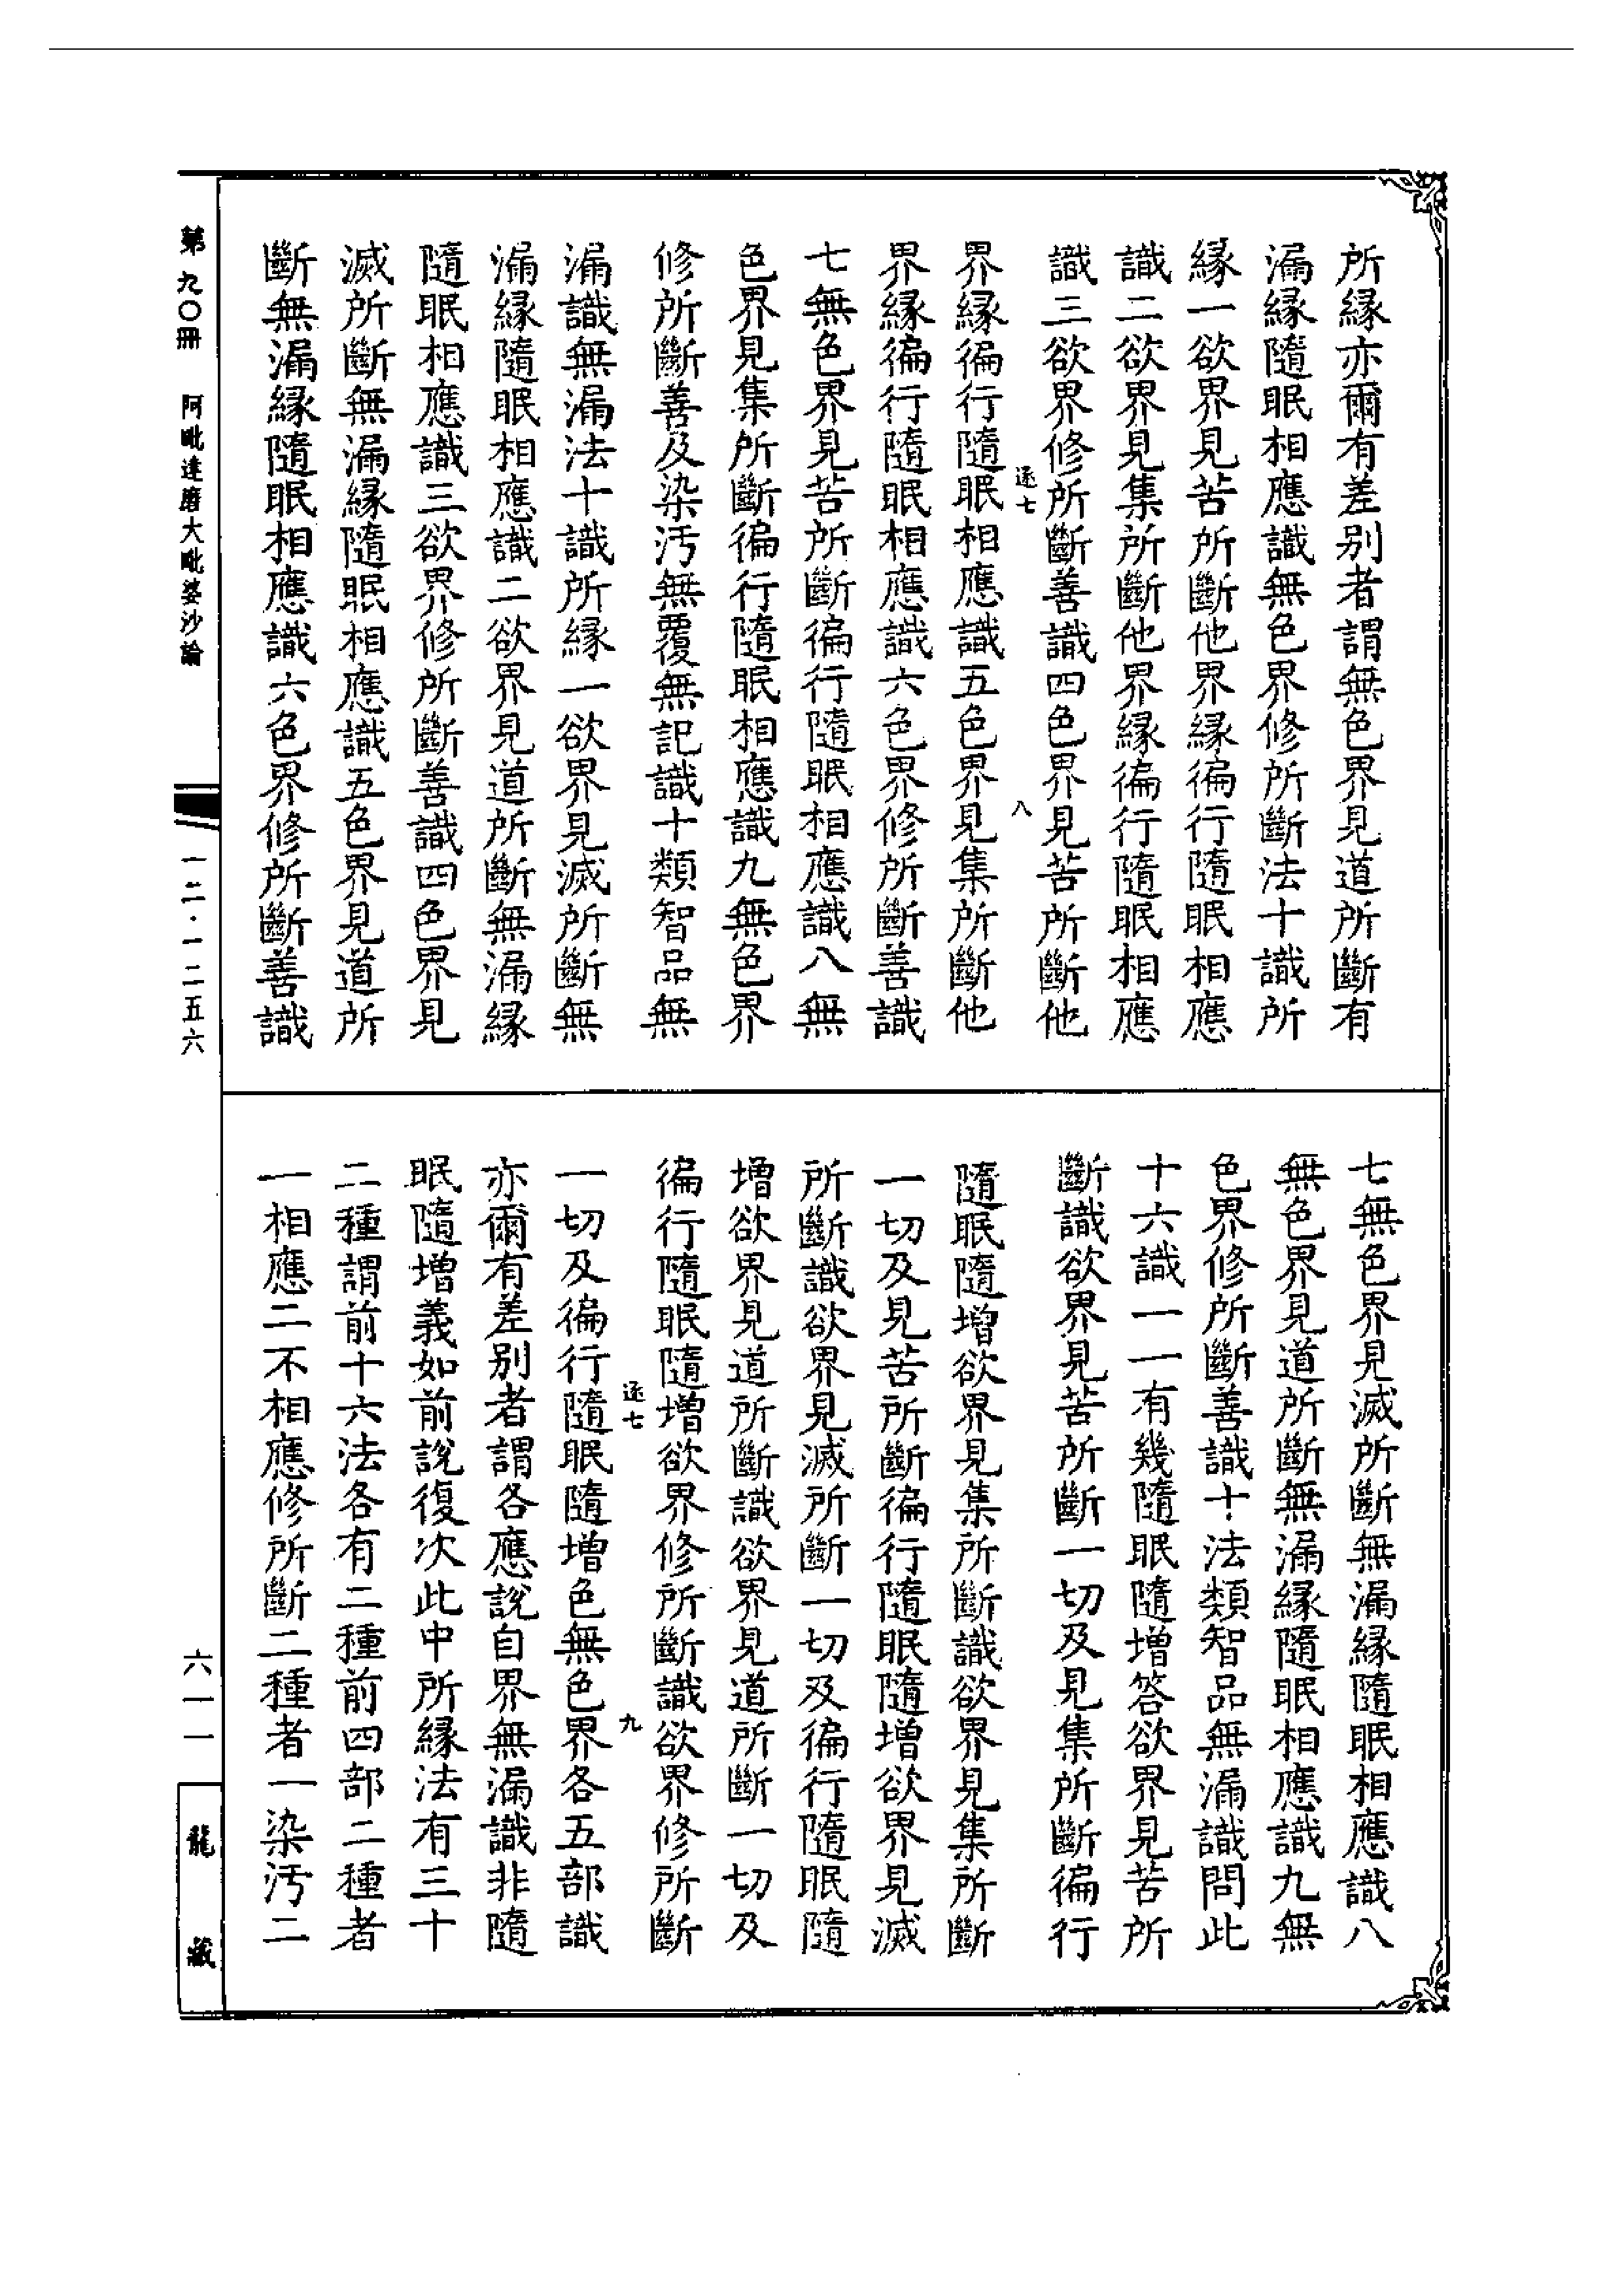 所緣亦爾有差別者謂無色界見道所斷有
漏緣隨眠相應識無色界修所斷法十識所
緣一欲界見苦所斷他界緣徧行隨眠相應
識二欲界見集所斷他界緣徧行隨眠相應
識三欲界修所斷善識四色界見苦所斷他
逐七
八
界緣徧行隨眠相應識五色界見集所斷他
界緣徧行隨眠相應識六色界修所斷善識
七無色界見苦所斷徧行隨眠相應識八無
色界見集所斷徧行隨眠相應識九無色界
修所斷善及染汚無覆無記識十類智品無
漏識無漏法十識所緣一欲界見滅所斷無
漏緣隨眠相應識二欲界見道所斷無漏緣
隨眠相應識三欲界修所斷善識四色界見
滅所斷無漏緣隨眠相應識五色界見道所
斷無漏緣隨眠相應識六色界修所斷善識
七無色界見滅所斷無漏緣隨眠相應識八
無色界見道所斷無漏緣隨眠相應識九無
色界修所斷善識十法類智品無漏識問此
十六識一一有幾隨眠隨增答欲界見苦所
斷識欲界見苦所斷一切及見集所斷徧行
隨眠隨增欲界見集所斷識欲界見集所斷
一切及見苦所斷徧行隨眠隨增欲界見滅
所斷識欲界見滅所斷一切及徧行隨眠隨
增欲界見道所斷識欲界見道所斷一切及
徧行隨眠隨增欲界修所斷識欲界修所斷
逐七
九
一切及徧行隨眠隨增色無色界各五部識
亦爾有差別者謂各應說自界無漏識非隨
眠隨增義如前說復次此中所緣法有三十
二種謂前十六法各有二種前四部二種者
一相應二不相應修所斷二種者一染汚二
第九〇冊
阿毗達磨大毗婆沙論
一二·一二五六
六一一
龍藏